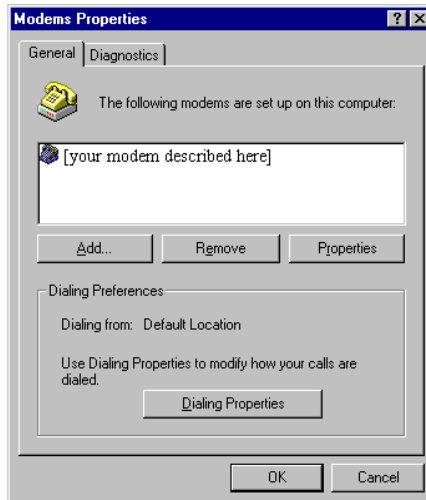 Modems Properties
General
Diagnostics
The following modems are set up on this computer:
[your modem described here]
Add...
Remove
Properties
Dialing Preferences
Dialing from: Default Location
Use Dialing Properties to modify how your calls are
dialed.
Dialing Properties
OK
Cancel